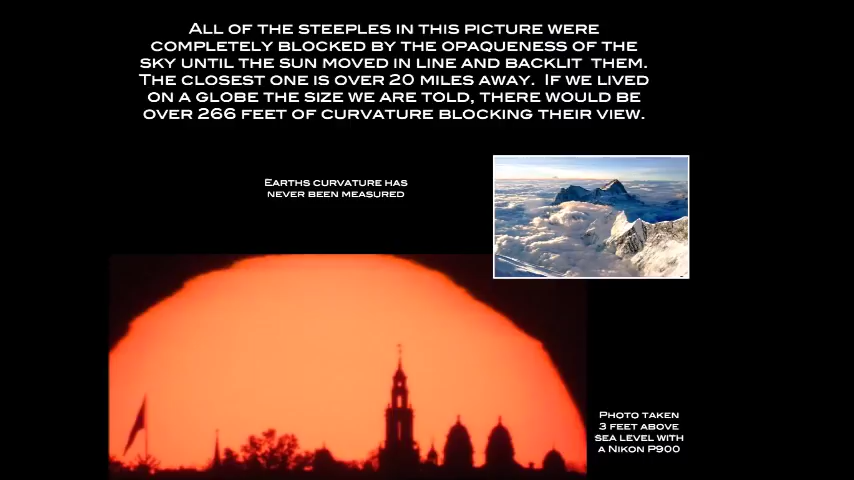 ALL OF THE STEEPLES IN THIS PICTURE WERE
COMPLETELY BLOCKED BY THE OPAQUENESS OF THE
SKY UNTIL THE SUN MOVED IN LINE AND BACKLIT THEM.
THE CLOSEST ONE IS OVER 20 MILES AWAY. IF WE LIVED
ON A GLOBE THE SIZE WE ARE TOLD, THERE WOULD BE
OVER 266 FEET OF CURVATURE BLOCKING THEIR VIEW.
EARTHS CURVATURE HAS
NEVER BEEN MEASURED
PHOTO TAKEN
3 FEET ABOVE
SEA LEVEL WITH
A NIKON P900